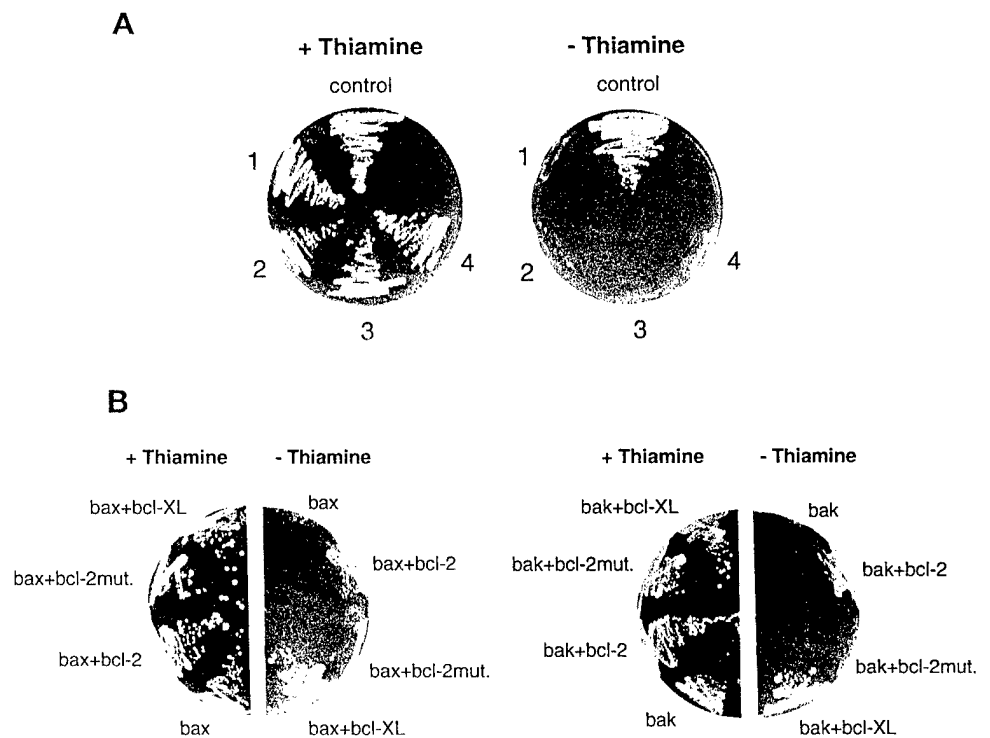 A
+ Thiamine
- Thiamine
control
control
1
2
3
4
1
2
3
4
B
+ Thiamine
- Thiamine
bax+bcl-XL
bax
bax+bcl-2mut.
bax+bcl-2
bax+bcl-2
bax+bcl-2mut.
bax
bax+bcl-XL
+ Thiamine
- Thiamine
bak+bcl-XL
bak
bak+bcl-2mut.
bak+bcl-2
bak+bcl-2
bak+bcl-2mut.
bak
bak+bcl-XL